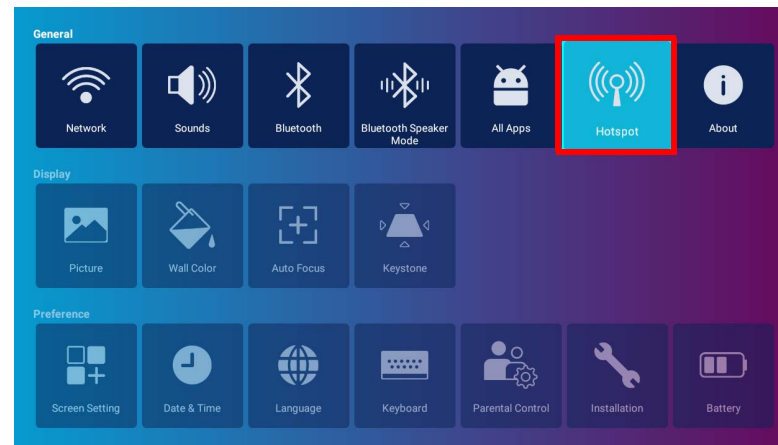 General
Network
Sounds
Bluetooth
Bluetooth Speaker
Mode
All Apps
Hotspot
About
Display
Picture
Wall Color
Auto Focus
Keystone
Preference
Screen Setting
Date & Time
Language
Keyboard
Parental Control
Installation
Battery